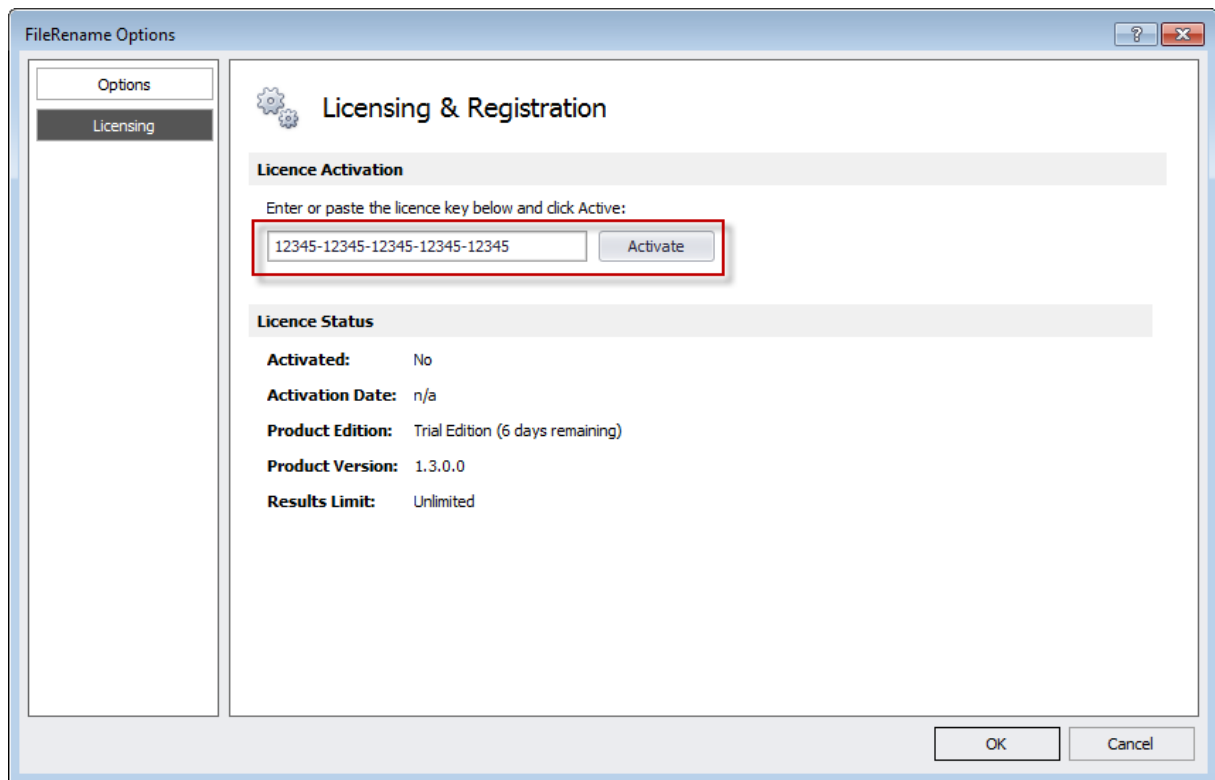 FileRename Options
?
Options
Licensing
Licensing & Registration
Licence Activation
Enter or paste the licence key below and click Active:
12345-12345-12345-12345-12345 Activate
Licence Status
Activated: No
Activation Date: n/a
Product Edition: Trial Edition (6 days remaining)
Product Version: 1.3.0.0
Results Limit: Unlimited
OK Cancel